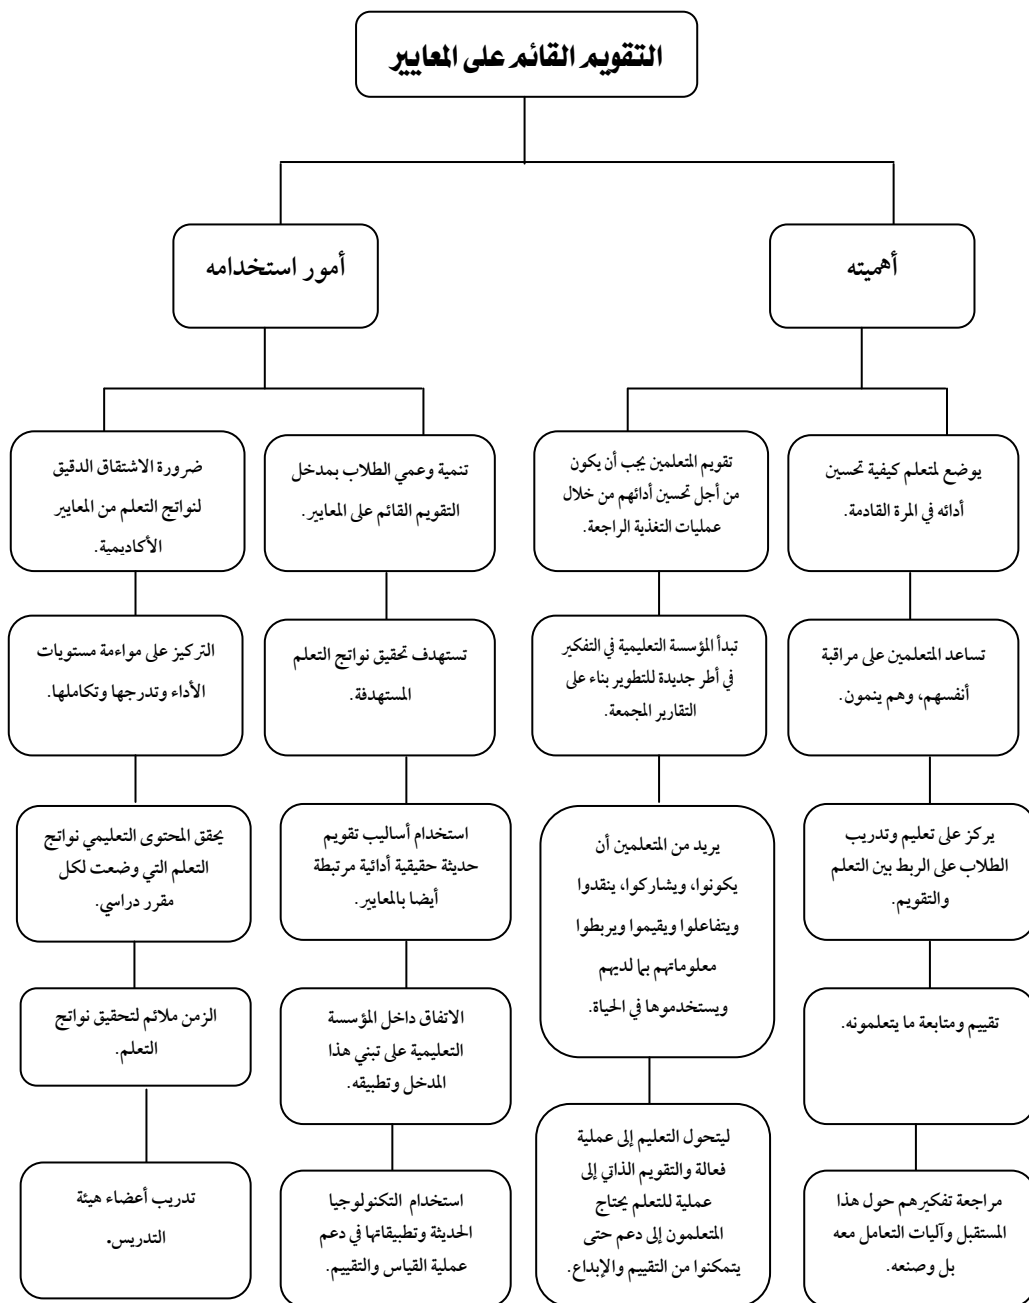 التقويم القائم على المعايير
أهميته
أمور استخدامه
يوضع لمتعلم كيفية تحسين
أدائه في المرة القادمة.
تساعد المتعلمين على مراقبة
أنفسهم، وهم ينمون.
يركز على تعليم وتدريب
الطلاب على الربط بين التعلم
والتقويم.
تقييم ومتابعة ما يتعلمونه.
مراجعة تفكيرهم حول هذا
المستقبل وآليات التعامل معه
بل وصنعه.
تقويم المتعلمين يجب أن يكون
من أجل تحسين أدائهم من خلال
عمليات التغذية الراجعة.
تبدأ المؤسسة التعليمية في التفكير
في أطر جديدة للتطوير بناء على
التقارير المجمعة.
يريد من المتعلمين أن
يكونوا، ويشاركوا، ينقدوا
ويتفاعلوا ويقيموا ويربطوا
معلوماتهم بما لديهم
ويستخدموها في الحياة.
ليتحول التعليم إلى عملية
فعالة والتقويم الذاتي إلى
عملية للتعلم يحتاج
المتعلمون إلى دعم حتى
يتمكنوا من التقييم والإبداع.
تنمية وعمي الطلاب بمدخل
التقويم القائم على المعايير.
تستهدف تحقيق نواتج التعلم
المستهدفة.
استخدام أساليب تقويم
حديثة حقيقية أدائية مرتبطة
أيضا بالمعايير.
الاتفاق داخل المؤسسة
التعليمية على تبني هذا
المدخل وتطبيقه.
استخدام التكنولوجيا
الحديثة وتطبيقاتها في دعم
عملية القياس والتقييم.
ضرورة الاشتقاق الدقيق
لنواتج التعلم من المعايير
الأكاديمية.
التركيز على مواءمة مستويات
الأداء وتدرجها وتكاملها.
يحقق المحتوى التعليمي نواتج
التعلم التي وضعت لكل
مقرر دراسي.
الزمن ملائم لتحقيق نواتج
التعلم.
تدريب أعضاء هيئة
التدريس.